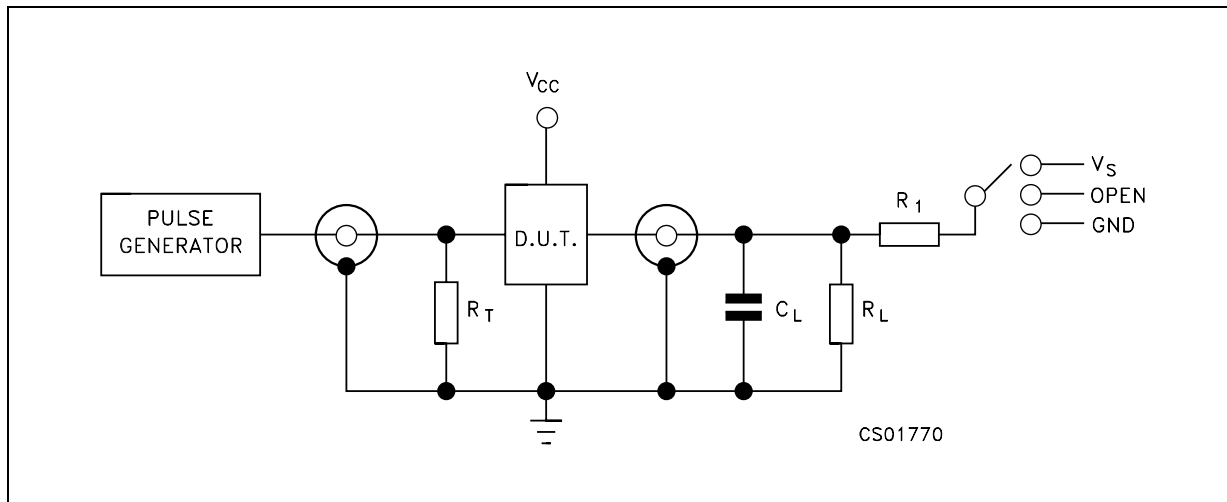 VCC
PULSE
GENERATOR
D.U.T.
RT
CL
RL
R1
VS
OPEN
GND
CS01770